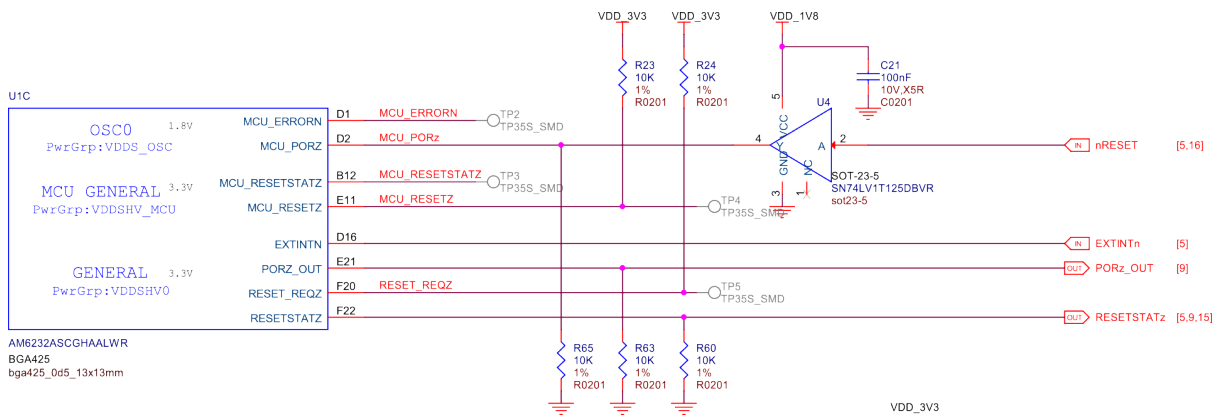 VDD_3V3 VDD_3V3 VDD_1V8
R23
10K
1%
R0201
R24
10K
1%
R0201
C21
100nF
10V,X5R
C0201
U1C
OSC0 1.8V
PwrGrp:VDDS_OSC
MCU GENERAL 3.3V
PwrGrp:VDDSHV_MCU
GENERAL 3.3V
PwrGrp:VDDSHV0
MCU_ERRORN D1 MCU_ERRORN
MCU_PORZ D2 MCU_PORz
MCU_RESETSTATZ B12 MCU_RESETSTATZ
MCU_RESETZ E11 MCU_RESETZ
EXTINTN D16
PORZ_OUT E21
RESET_REQZ F20 RESET_REQZ
RESETSTATZ F22
TP2
TP35S_SMD
TP3
TP35S_SMD
TP4
TP35S_SMD
TP5
TP35S_SMD
U4
5
VCC
4 Y A 2
GND NC
3 1
SOT-23-5
SN74LV1T125DBVR
sot23-5
IN nRESET [5,16]
IN EXTINTn [5]
OUT PORz_OUT [9]
OUT RESETSTATz [5,9,15]
AM6232ASCGHAALWR
BGA425
bga425_0d5_13x13mm
R65
10K
1%
R0201
R63
10K
1%
R0201
R60
10K
1%
R0201
VDD_3V3